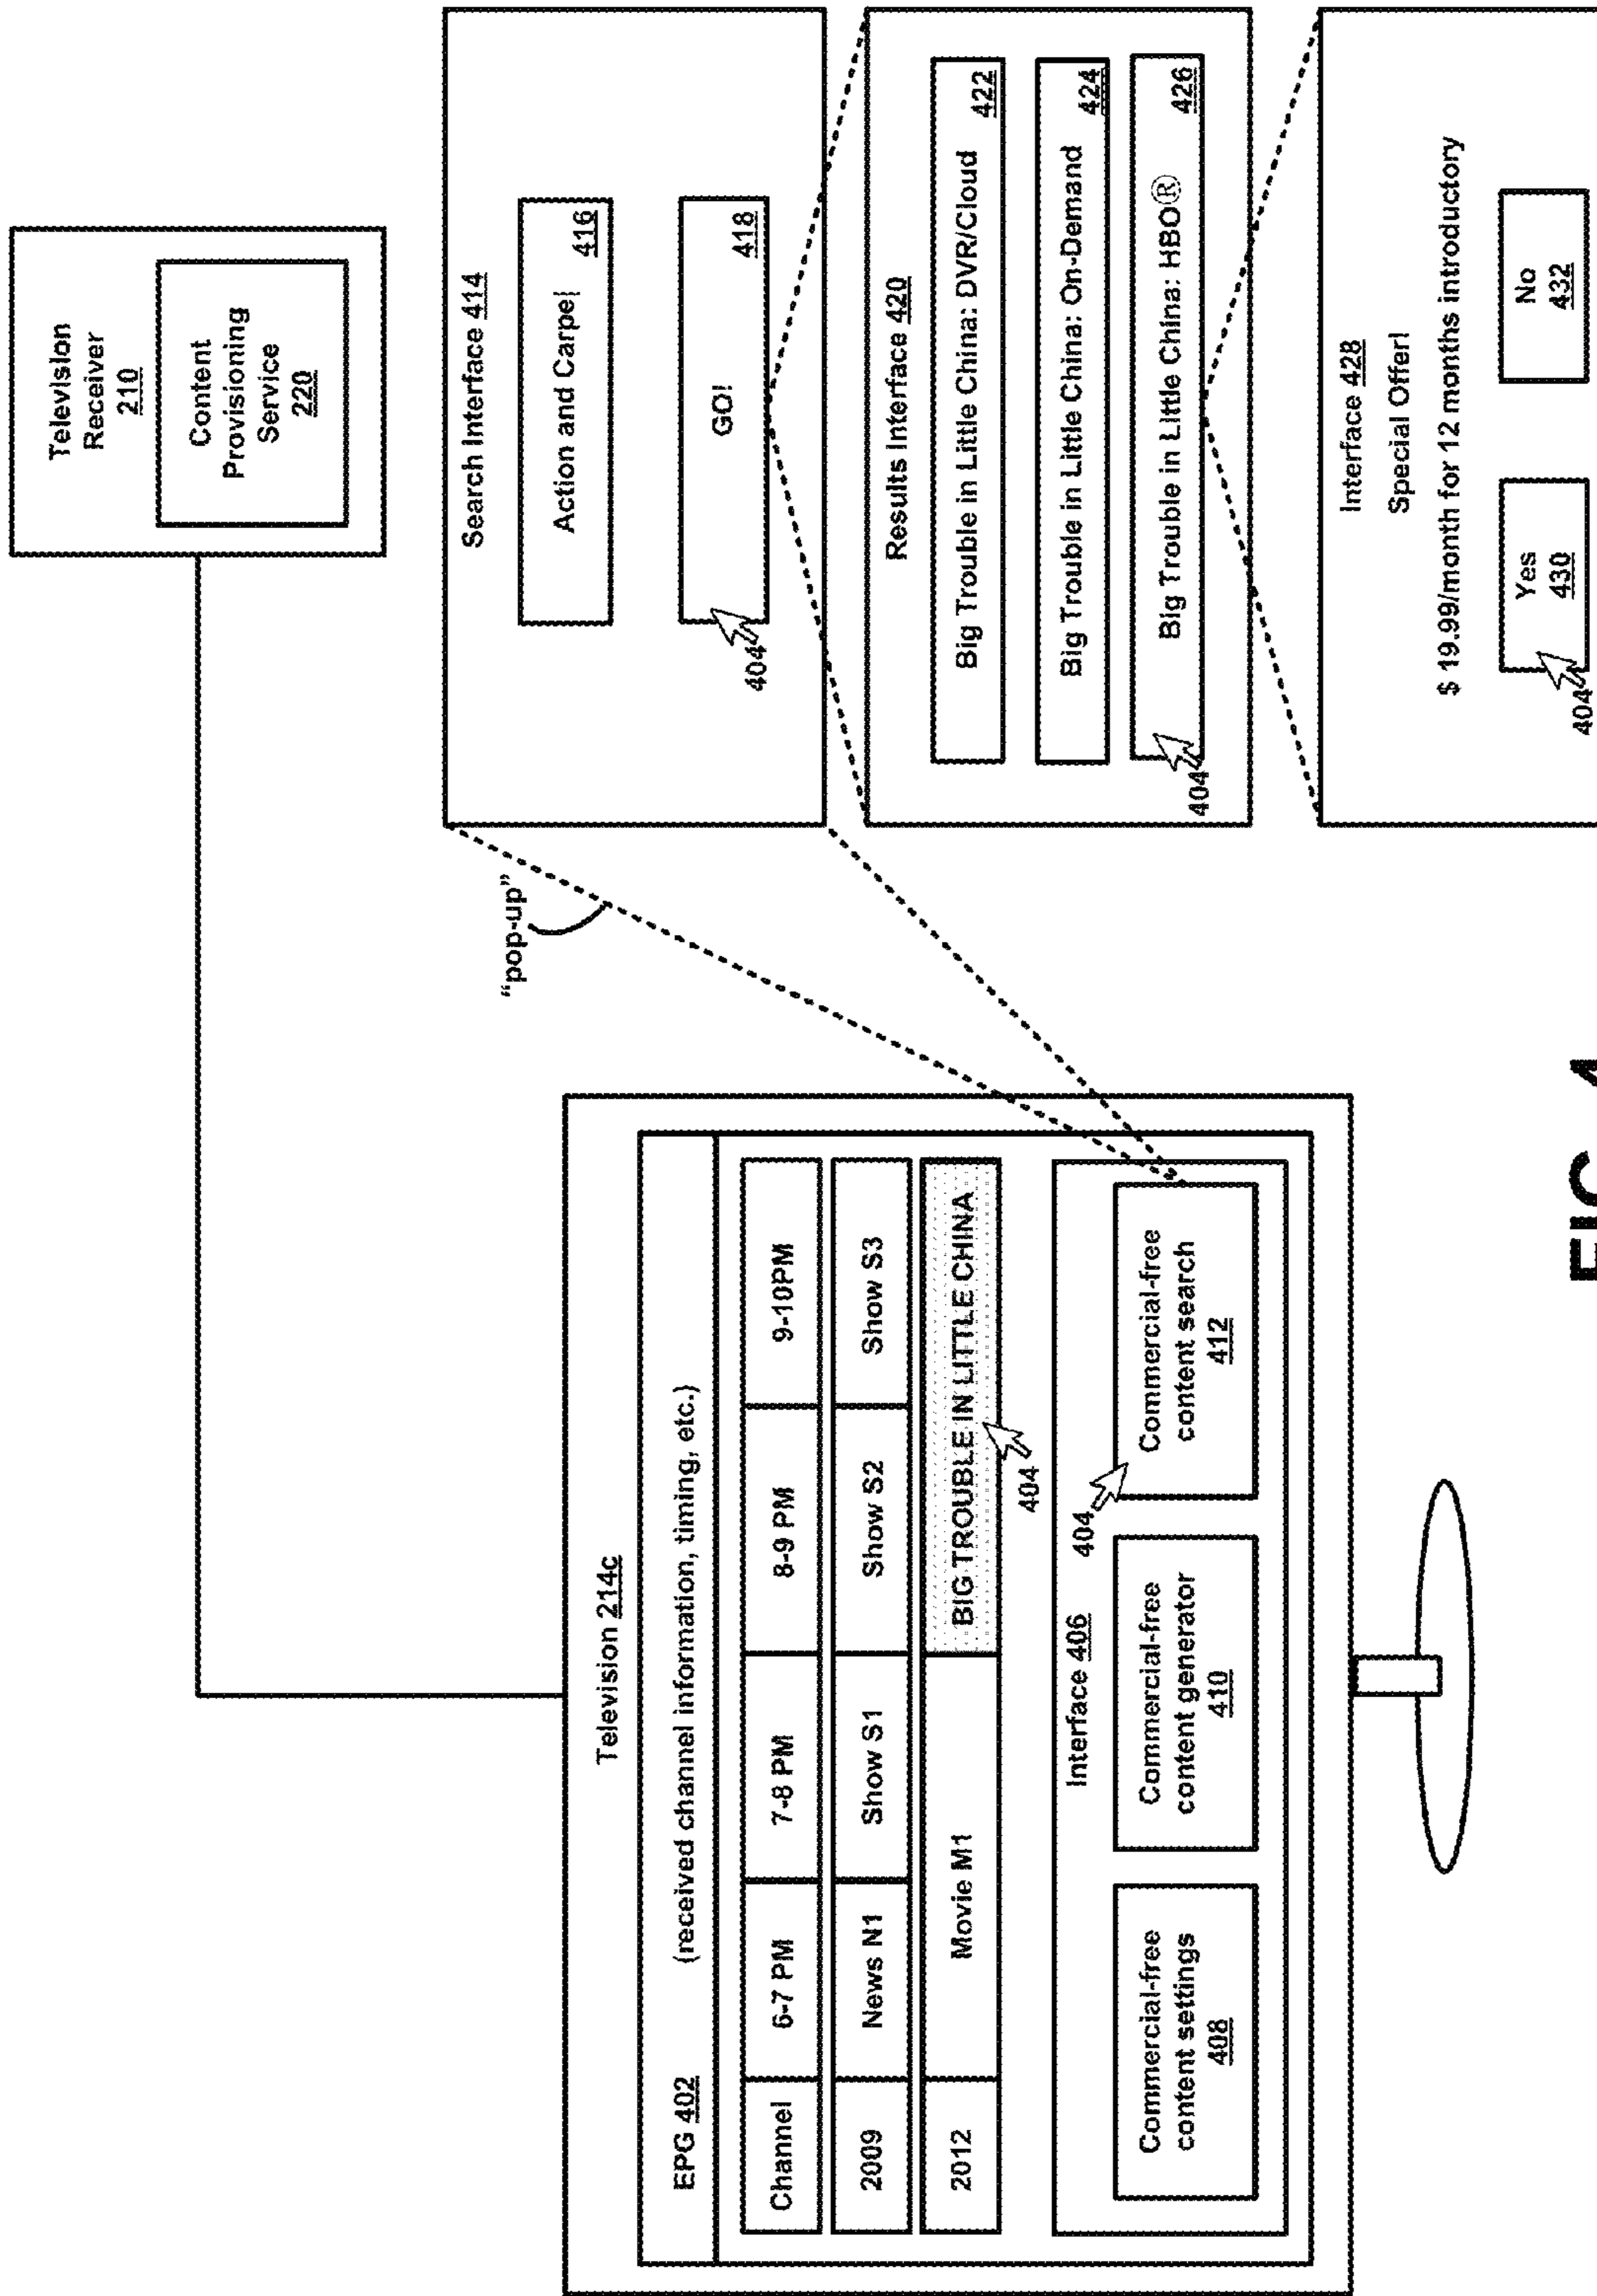 Television
Receiver
210
Content
Provisioning
Service
220
Television 214c
EPG 402
(received channel information, timing, etc.)
Channel
6-7 PM
7-8 PM
8-9 PM
9-10PM
2009
News N1
Show S1
Show S2
Show S3
2012
Movie M1
BIG TROUBLE IN LITTLE CHINA
404
Interface 406
404
Commercial-free
content settings
408
Commercial-free
content generator
410
Commercial-free
content search
412
"pop-up"
Search Interface 414
Action and Carpe|
416
GO!
418
404
Results Interface 420
Big Trouble in Little China: DVR/Cloud
422
Big Trouble in Little China: On-Demand
424
Big Trouble in Little China: HBO®
426
404
Interface 428
Special Offer!
$ 19.99/month for 12 months introductory
Yes
430
No
432
404
FIG. 4